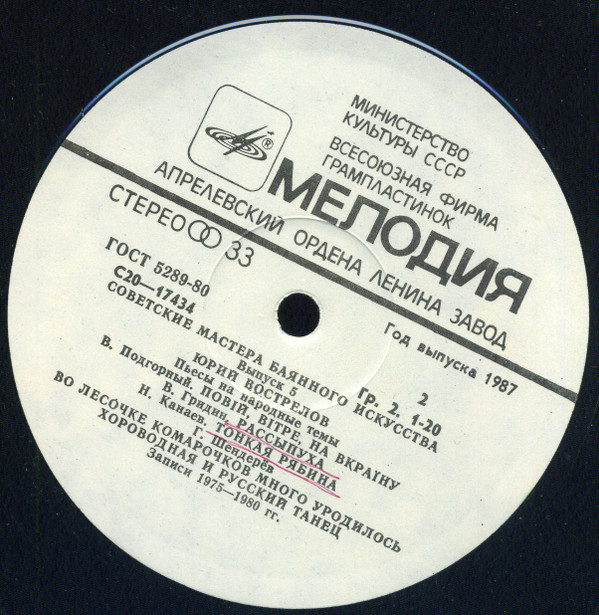 МИНИСТЕРСТВО
КУЛЬТУРЫ СССР
ВСЕСОЮЗНАЯ ФИРМА
ГРАМПЛАСТИНОК
®
МЕЛОДИЯ
АПРЕЛЕВСКИЙ ОРДЕНА ЛЕНИНА ЗАВОД
СТЕРЕО 33
ГОСТ 5289-80
Год выпуска 1987
С20—17434
2
Гр. 2. 1-20
СОВЕТСКИЕ МАСТЕРА БАЯННОГО ИСКУССТВА
Выпуск 5
ЮРИЙ ВОСТРЕЛОВ
Пьесы на народные темы
В. Подгорный. ПОВІЙ, ВІТРЕ, НА ВКРАЇНУ
В. Гридин. РАССЫПУХА
Н. Канаев. ТОНКАЯ РЯБИНА
Г. Шендерёв
ВО ЛЕСОЧКЕ КОМАРОЧКОВ МНОГО УРОДИЛОСЬ
ХОРОВОДНАЯ И РУССКИЙ ТАНЕЦ
Записи 1975—1980 гг.